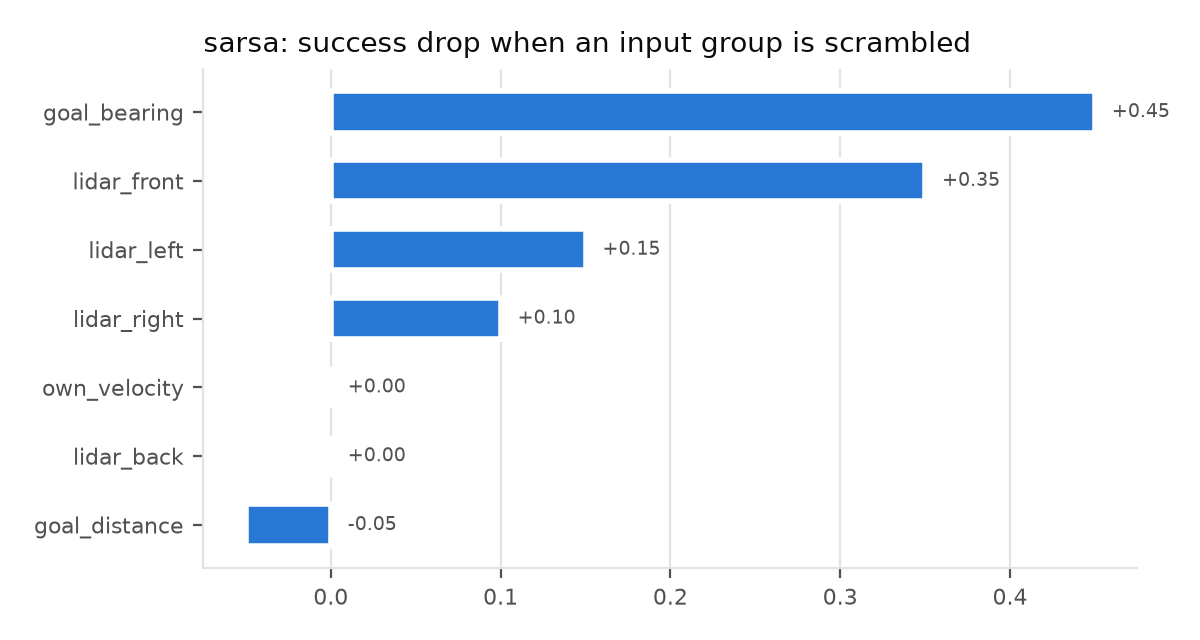 sarsa: success drop when an input group is scrambled
goal_bearing +0.45
lidar_front +0.35
lidar_left +0.15
lidar_right +0.10
own_velocity +0.00
lidar_back +0.00
goal_distance -0.05
0.0 0.1 0.2 0.3 0.4